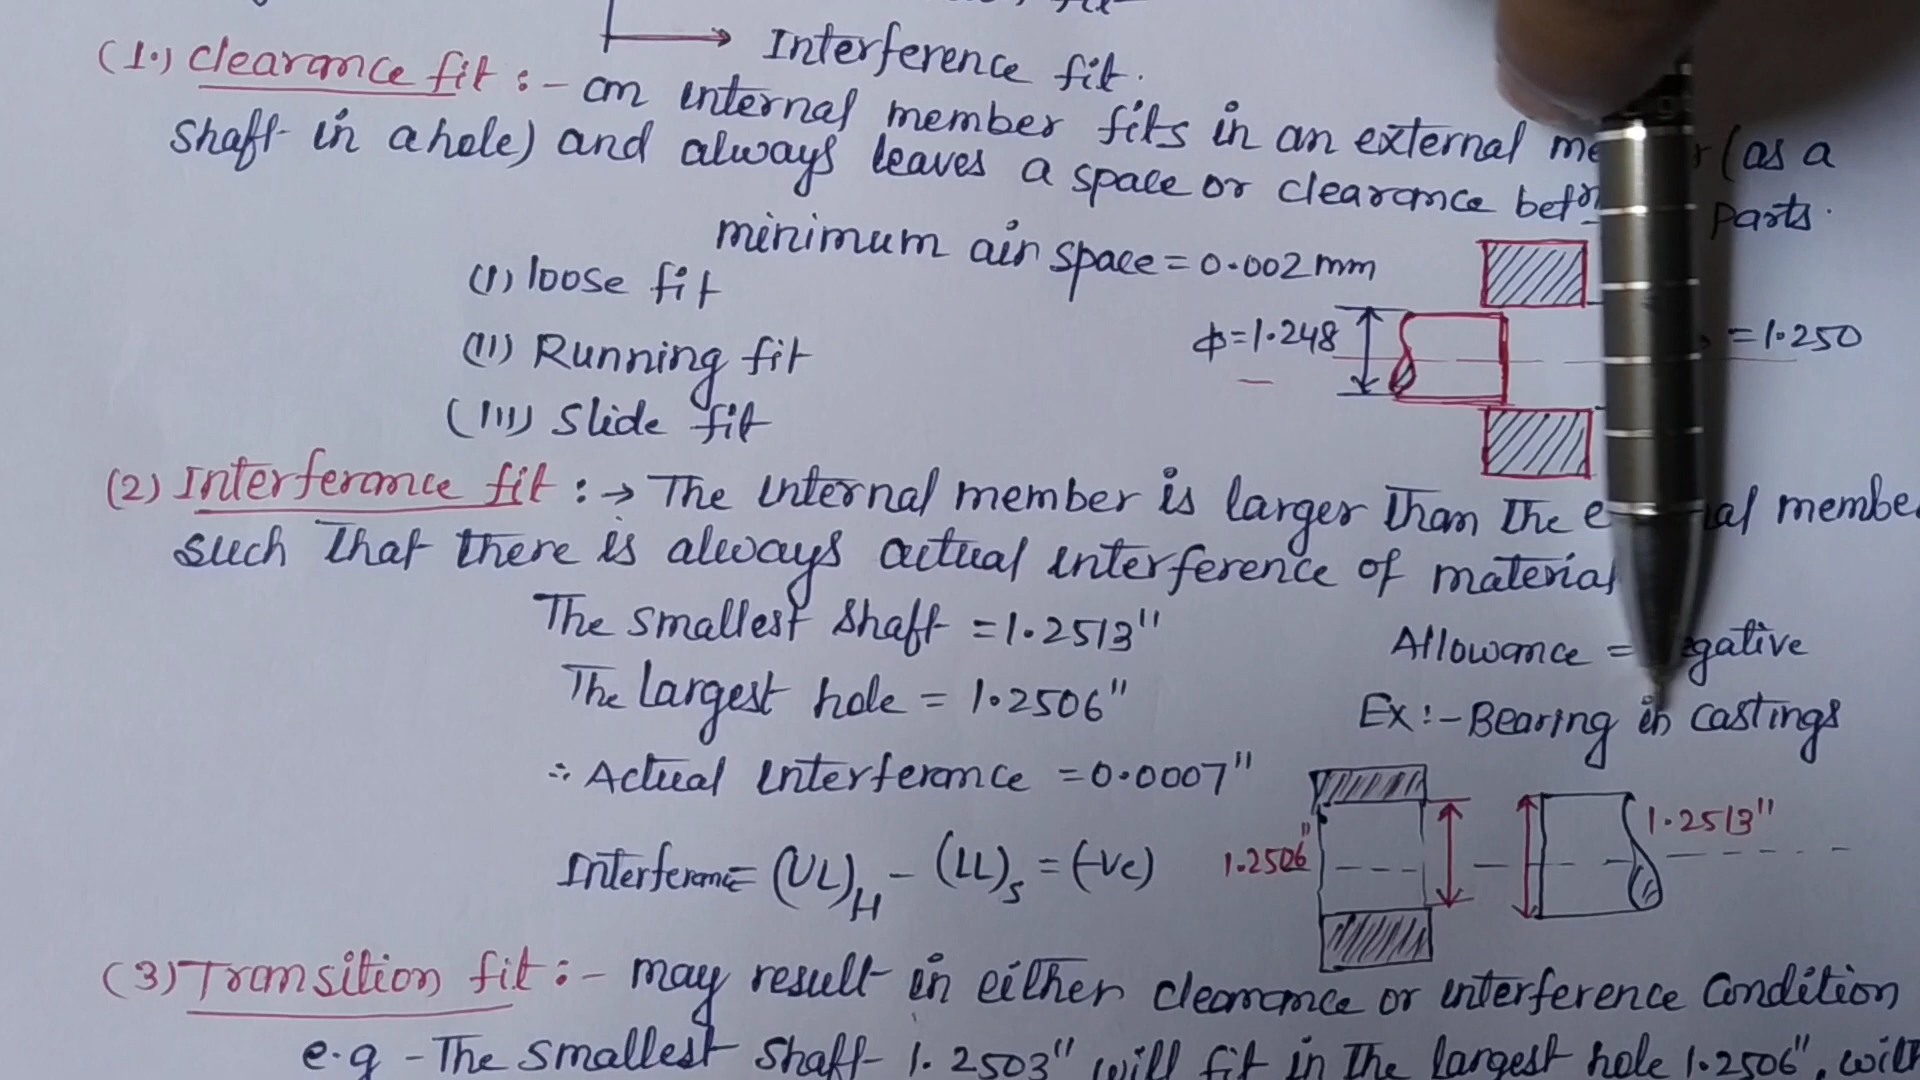 Interference fit.
(1.) Clearance fit :- an internal member fits in an external (as a
shaft in a hole) and always leaves a space or clearance parts.
minimum air space = 0.002 mm
(I) loose fit
(II) Running fit
(III) Slide fit
ϕ=1.248
=1.250
(2) Interference fit :→ The internal member is larger than the membe
such that there is always actual interference of material
The smallest shaft = 1.2513"
The largest hole = 1.2506"
∴ Actual interference = 0.0007"
Interference = (UL)H - (LL)s = (-ve)
Allowance =
Ex:- Bearing in castings
1.2506"
1.2513"
(3) Transition fit :- may result in either clearance or interference Condition
e.g - The smallest shaft 1.2503" will fit in the largest hole 1.2506", with